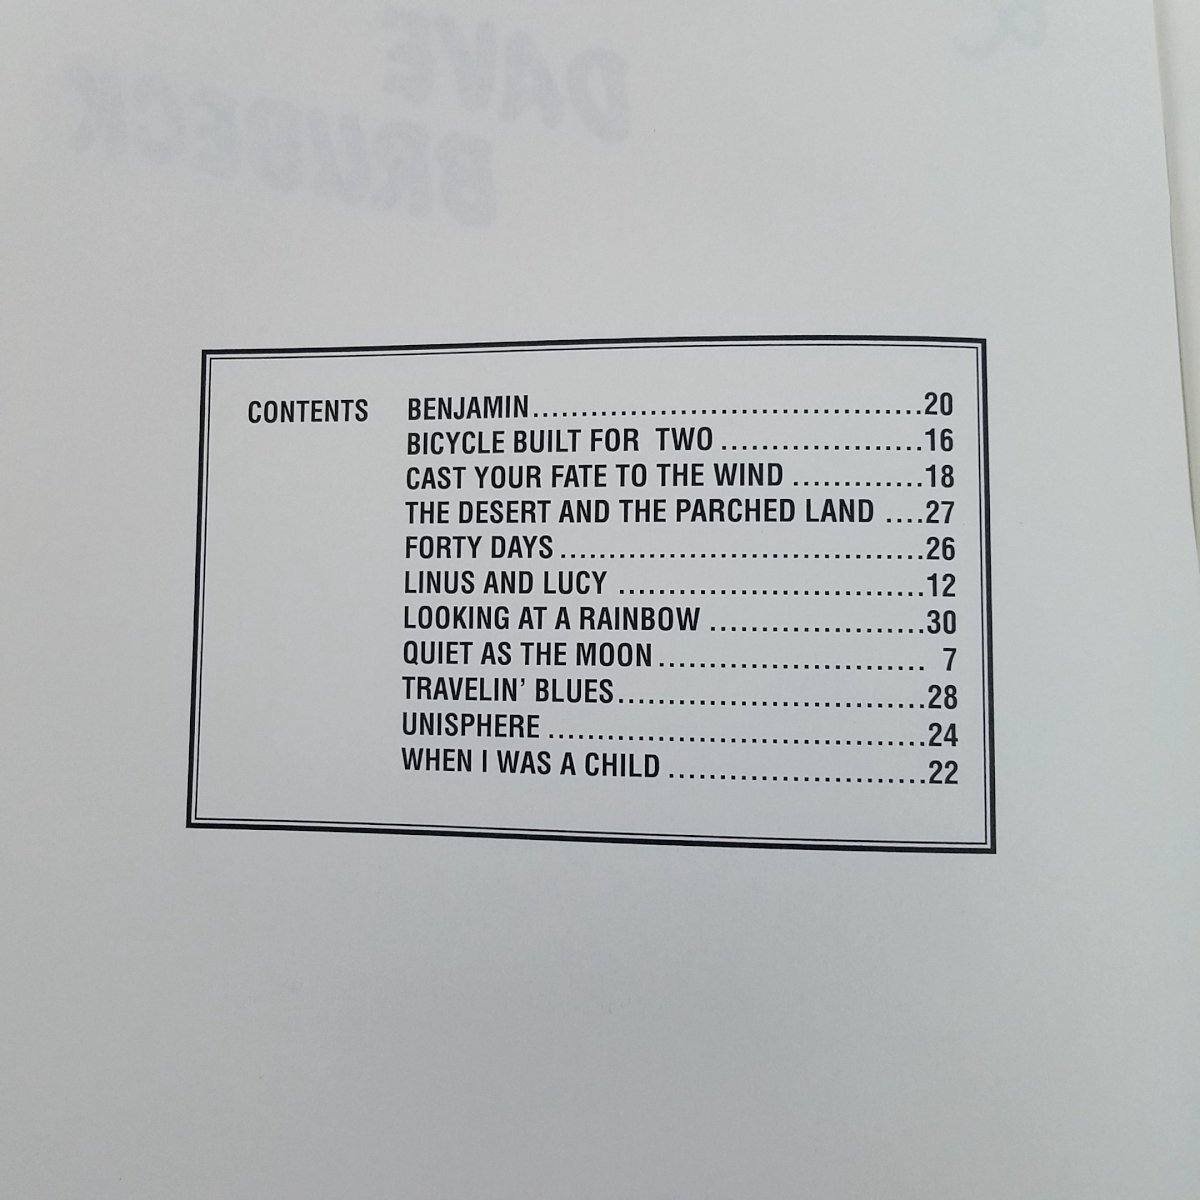 DAVE
BRUBECK
CONTENTS BENJAMIN.......................................20
BICYCLE BUILT FOR TWO....................16
CAST YOUR FATE TO THE WIND.............18
THE DESERT AND THE PARCHED LAND ....27
FORTY DAYS.....................................26
LINUS AND LUCY ...............................12
LOOKING AT A RAINBOW .....................30
QUIET AS THE MOON........................... 7
TRAVELIN' BLUES...............................28
UNISPHERE ......................................24
WHEN I WAS A CHILD .........................22